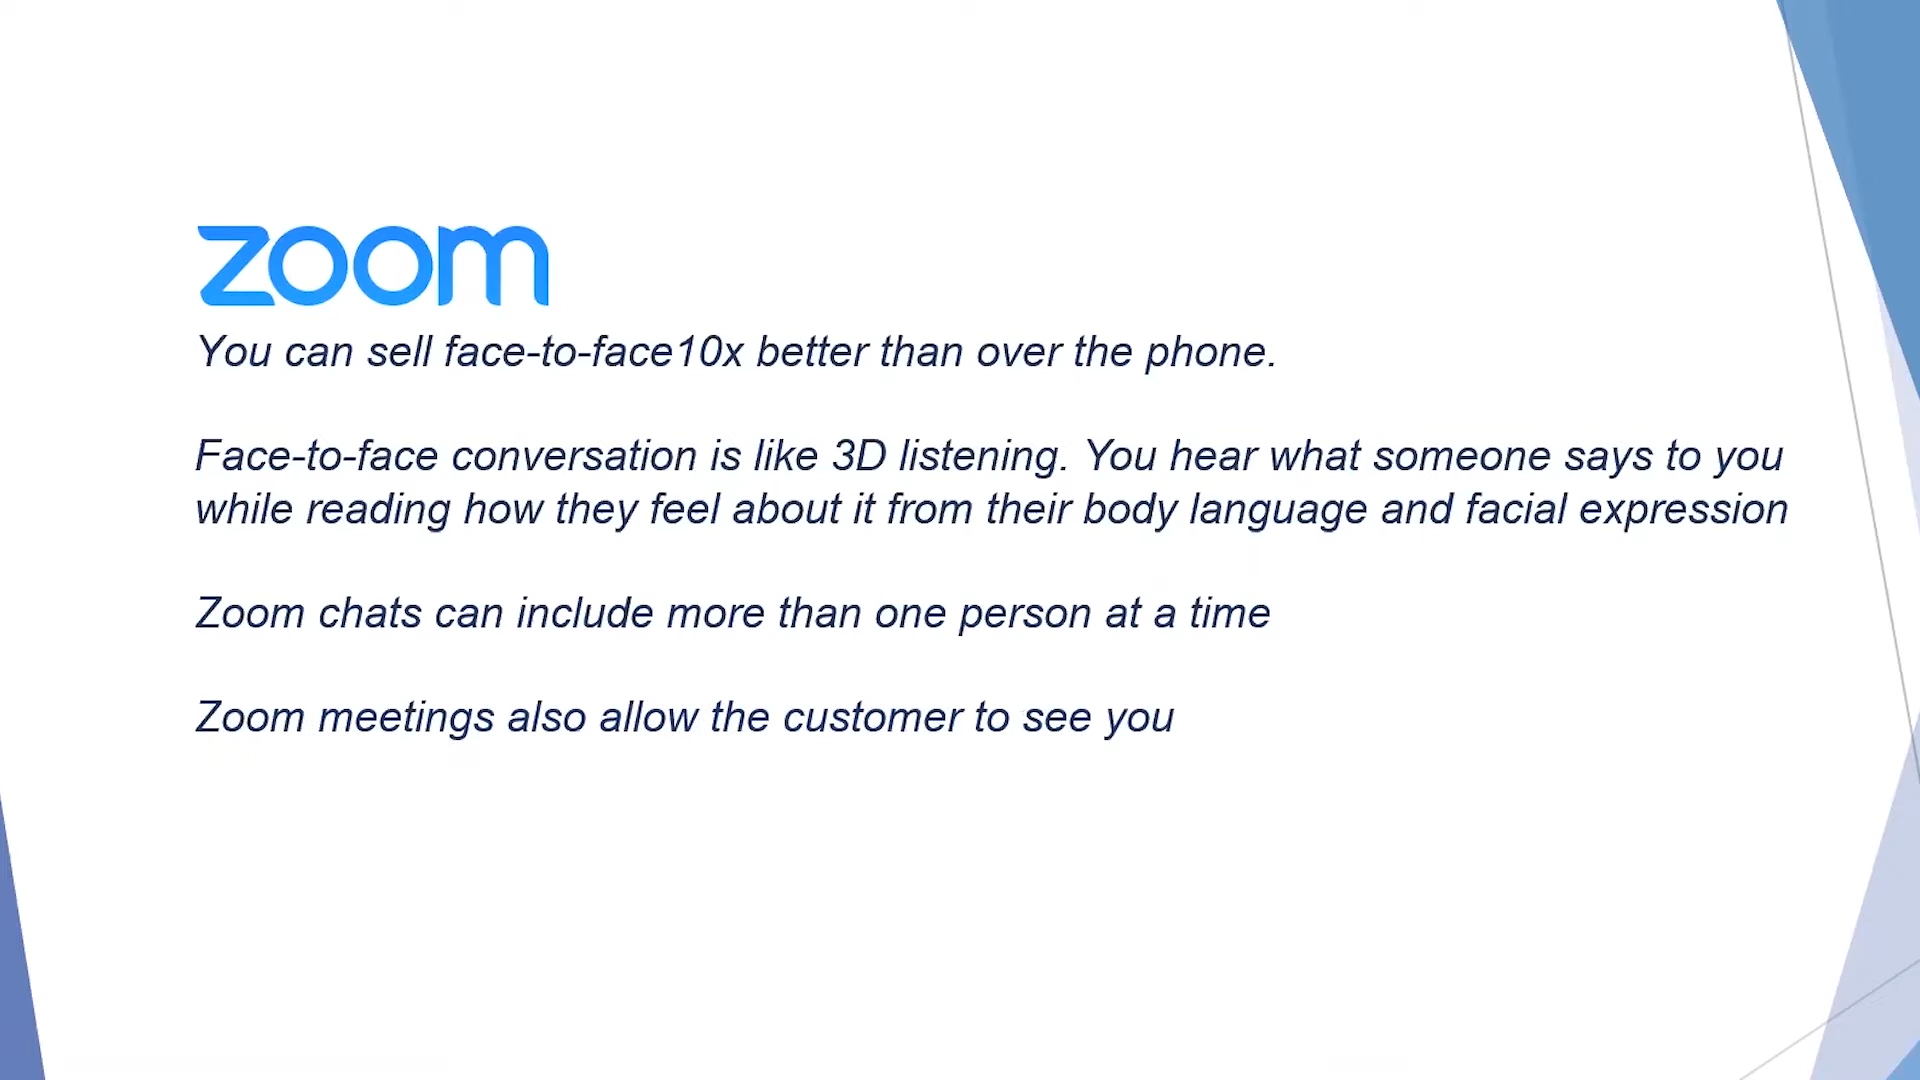 zoom
You can sell face-to-face10x better than over the phone.
Face-to-face conversation is like 3D listening. You hear what someone says to you
while reading how they feel about it from their body language and facial expression
Zoom chats can include more than one person at a time
Zoom meetings also allow the customer to see you